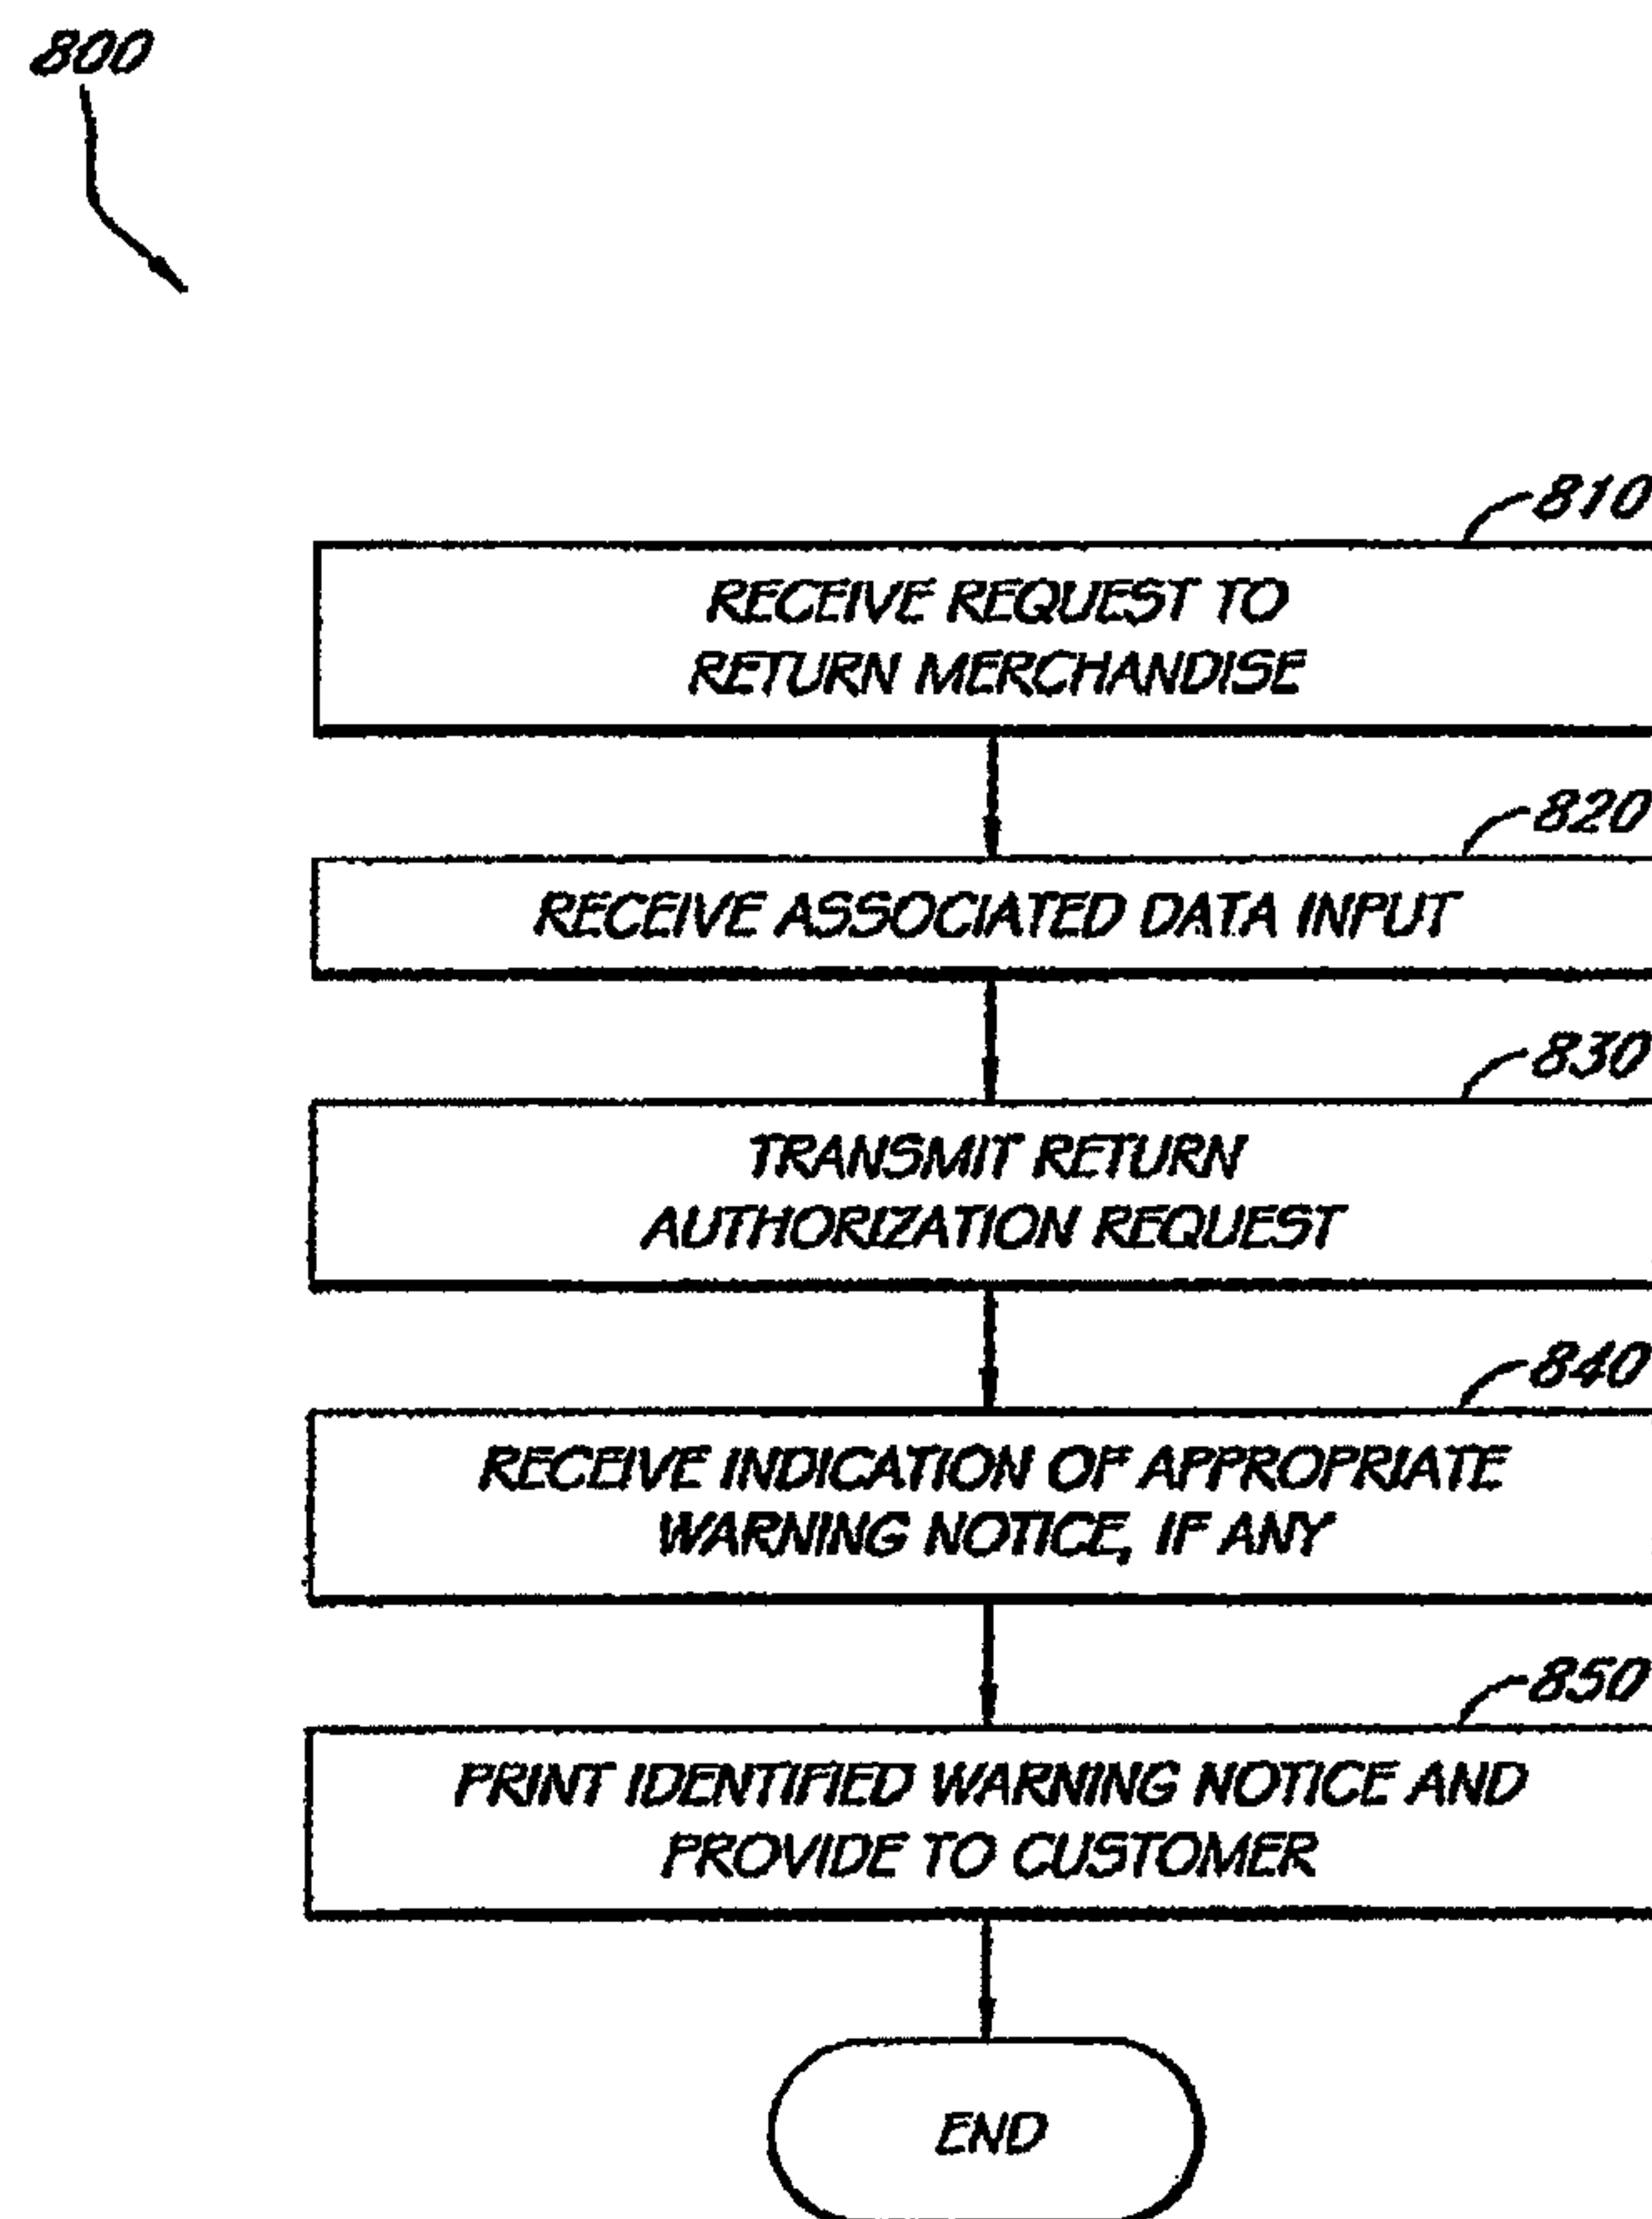 800
810
RECEIVE REQUEST TO
RETURN MERCHANDISE
820
RECEIVE ASSOCIATED DATA INPUT
830
TRANSMIT RETURN
AUTHORIZATION REQUEST
840
RECEIVE INDICATION OF APPROPRIATE
WARNING NOTICE, IF ANY
850
PRINT IDENTIFIED WARNING NOTICE AND
PROVIDE TO CUSTOMER
END